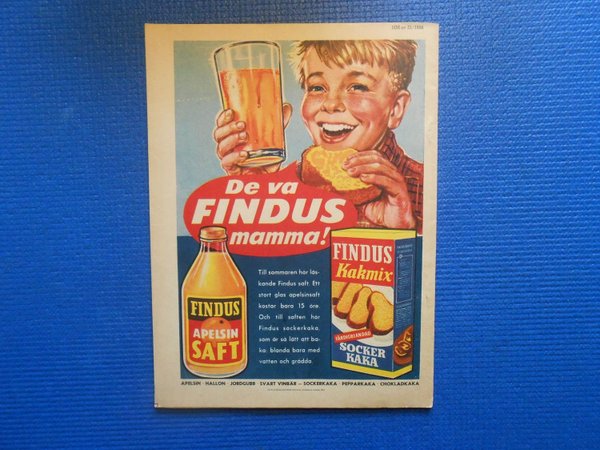 De va
FINDUS
mamma!
Till sommaren hör läs-
kande Findus saft. Ett
stort glas apelsinsaft
kostar bara 15 öre.
Och till saften hör
Findus sockerkaka,
som är så lätt att ba-
ka: blanda bara med
vatten och grädda.
FINDUS
APELSIN
SAFT
FINDUS
Kakmix
FÄRDIGBLANDAD
SOCKER
KAKA
APELSIN - HALLON - JORDGUBB - SVART VINBÄR — SOCKERKAKA - PEPPARKAKA - CHOKLADKAKA